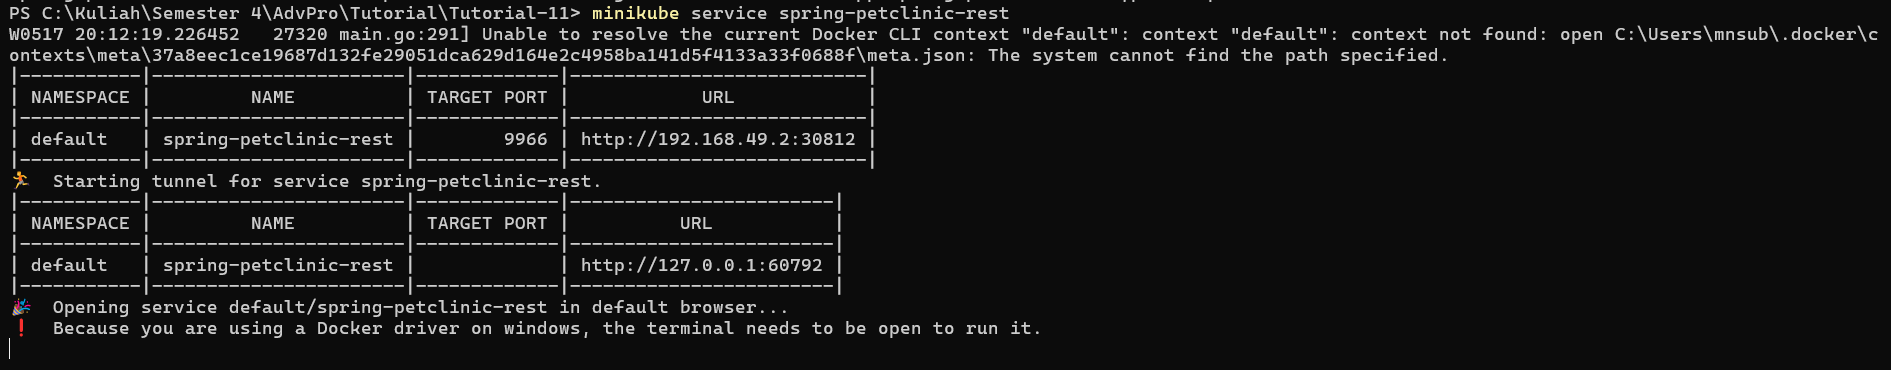 PS C:\Kuliah\Semester 4\AdvPro\Tutorial\Tutorial-11> minikube service spring-petclinic-rest
W0517 20:12:19.226452   27320 main.go:291] Unable to resolve the current Docker CLI context "default": context "default": context not found: open C:\Users\mnsub\.docker\c
ontexts\meta\37a8eec1ce19687d132fe29051dca629d164e2c4958ba141d5f4133a33f0688f\meta.json: The system cannot find the path specified.
|-----------|------------------------|-------------|----------------------------|
| NAMESPACE |          NAME          | TARGET PORT |            URL             |
|-----------|------------------------|-------------|----------------------------|
| default   | spring-petclinic-rest  |        9966 | http://192.168.49.2:30812  |
|-----------|------------------------|-------------|----------------------------|
🏃  Starting tunnel for service spring-petclinic-rest.
|-----------|------------------------|-------------|-------------------------|
| NAMESPACE |          NAME          | TARGET PORT |          URL            |
|-----------|------------------------|-------------|-------------------------|
| default   | spring-petclinic-rest  |             | http://127.0.0.1:60792  |
|-----------|------------------------|-------------|-------------------------|
🎉  Opening service default/spring-petclinic-rest in default browser...
❗  Because you are using a Docker driver on windows, the terminal needs to be open to run it.